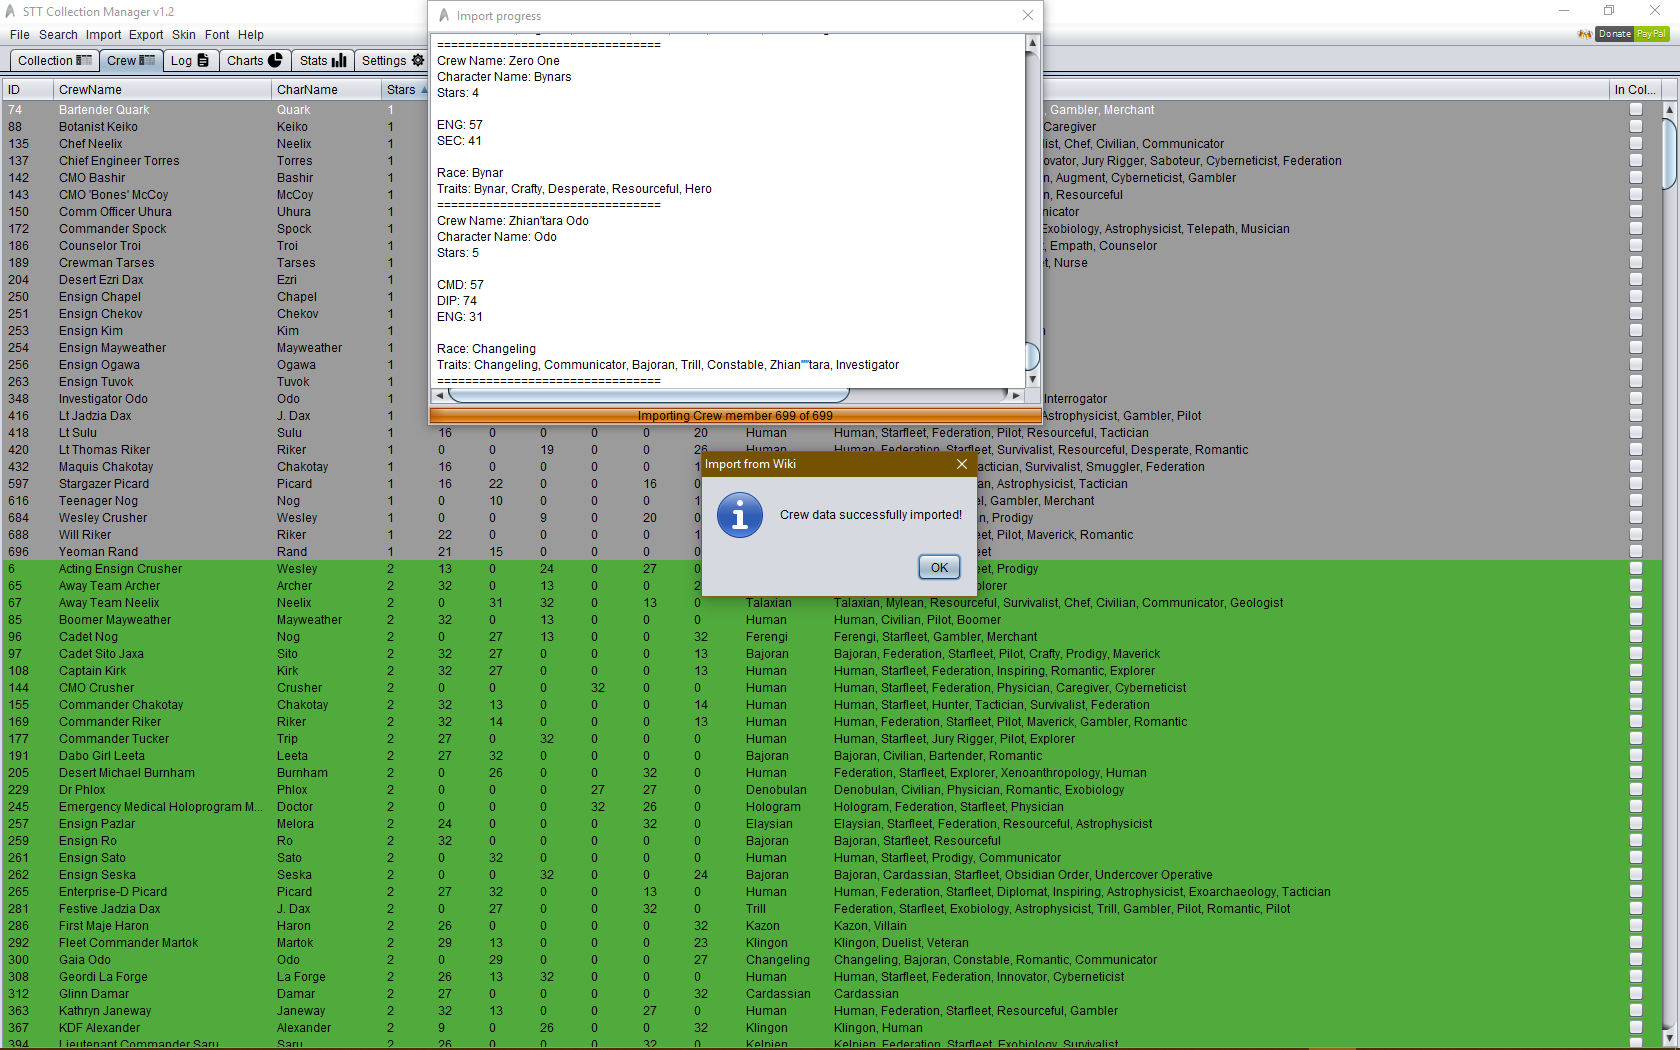 STT Collection Manager v1.2
File Search Import Export Skin Font Help
Donate PayPal
Collection Crew Log Charts Stats Settings
Import progress
===============================
Crew Name: Zero One
Character Name: Bynars
Stars: 4
ENG: 57
SEC: 41
Race: Bynar
Traits: Bynar, Crafty, Desperate, Resourceful, Hero
===============================
Crew Name: Zhian'tara Odo
Character Name: Odo
Stars: 5
CMD: 57
DIP: 74
ENG: 31
Race: Changeling
Traits: Changeling, Communicator, Bajoran, Trill, Constable, Zhian""tara, Investigator
===============================
Importing Crew member 699 of 699
Import from Wiki
Crew data successfully imported!
OK
ID CrewName CharName Stars In Col...
74 Bartender Quark Quark 1 , Gambler, Merchant
88 Botanist Keiko Keiko 1 Caregiver
135 Chef Neelix Neelix 1 ist, Chef, Civilian, Communicator
137 Chief Engineer Torres Torres 1 ovator, Jury Rigger, Saboteur, Cyberneticist, Federation
142 CMO Bashir Bashir 1 n, Augment, Cyberneticist, Gambler
143 CMO 'Bones' McCoy McCoy 1 n, Resourceful
150 Comm Officer Uhura Uhura 1 nicator
172 Commander Spock Spock 1 Exobiology, Astrophysicist, Telepath, Musician
186 Counselor Troi Troi 1 , Empath, Counselor
189 Crewman Tarses Tarses 1 t, Nurse
204 Desert Ezri Dax Ezri 1
250 Ensign Chapel Chapel 1
251 Ensign Chekov Chekov 1
253 Ensign Kim Kim 1 n
254 Ensign Mayweather Mayweather 1
256 Ensign Ogawa Ogawa 1
263 Ensign Tuvok Tuvok 1
348 Investigator Odo Odo 1 Interrogator
416 Lt Jadzia Dax J. Dax 1 Astrophysicist, Gambler, Pilot
418 Lt Sulu Sulu 1 16 0 0 0 0 20 Human Human, Starfleet, Federation, Pilot, Resourceful, Tactician
420 Lt Thomas Riker Riker 1 0 0 19 0 0 26 Human Human, Federation, Starfleet, Survivalist, Resourceful, Desperate, Romantic
432 Maquis Chakotay Chakotay 1 16 0 0 0 0 1 actician, Survivalist, Smuggler, Federation
597 Stargazer Picard Picard 1 16 22 0 0 16 0 an, Astrophysicist, Tactician
616 Teenager Nog Nog 1 0 10 0 0 0 1 el, Gambler, Merchant
684 Wesley Crusher Wesley 1 0 0 9 0 20 0 n, Prodigy
688 Will Riker Riker 1 22 0 0 0 0 1 et, Pilot, Maverick, Romantic
696 Yeoman Rand Rand 1 21 15 0 0 0 0 eet
6 Acting Ensign Crusher Wesley 2 13 0 24 0 27 0 eet, Prodigy
65 Away Team Archer Archer 2 32 0 13 0 0 2 plorer
67 Away Team Neelix Neelix 2 0 31 32 0 13 0 Talaxian Talaxian, Mylean, Resourceful, Survivalist, Chef, Civilian, Communicator, Geologist
85 Boomer Mayweather Mayweather 2 32 0 13 0 0 0 Human Human, Civilian, Pilot, Boomer
96 Cadet Nog Nog 2 0 27 13 0 0 32 Ferengi Ferengi, Starfleet, Gambler, Merchant
97 Cadet Sito Jaxa Sito 2 32 27 0 0 0 13 Bajoran Bajoran, Federation, Starfleet, Pilot, Crafty, Prodigy, Maverick
108 Captain Kirk Kirk 2 32 27 0 0 0 13 Human Human, Starfleet, Federation, Inspiring, Romantic, Explorer
144 CMO Crusher Crusher 2 0 0 0 32 0 0 Human Human, Starfleet, Federation, Physician, Caregiver, Cyberneticist
155 Commander Chakotay Chakotay 2 32 13 0 0 0 14 Human Human, Starfleet, Hunter, Tactician, Survivalist, Federation
169 Commander Riker Riker 2 32 14 0 0 0 13 Human Human, Federation, Starfleet, Pilot, Maverick, Gambler, Romantic
177 Commander Tucker Trip 2 27 0 32 0 0 0 Human Human, Starfleet, Jury Rigger, Pilot, Explorer
191 Dabo Girl Leeta Leeta 2 27 32 0 0 0 0 Bajoran Bajoran, Civilian, Bartender, Romantic
205 Desert Michael Burnham Burnham 2 0 26 0 0 32 0 Human Federation, Starfleet, Explorer, Xenoanthropology, Human
229 Dr Phlox Phlox 2 0 0 0 27 27 0 Denobulan Denobulan, Civilian, Physician, Romantic, Exobiology
245 Emergency Medical Holoprogram M... Doctor 2 0 0 0 32 26 0 Hologram Hologram, Federation, Starfleet, Physician
257 Ensign Pazlar Melora 2 24 0 0 0 32 0 Elaysian Elaysian, Starfleet, Federation, Resourceful, Astrophysicist
259 Ensign Ro Ro 2 32 0 0 0 0 0 Bajoran Bajoran, Starfleet, Resourceful
261 Ensign Sato Sato 2 0 32 0 0 0 0 Human Human, Starfleet, Prodigy, Communicator
262 Ensign Seska Seska 2 0 0 32 0 0 24 Bajoran Bajoran, Cardassian, Starfleet, Obsidian Order, Undercover Operative
265 Enterprise-D Picard Picard 2 27 32 0 0 13 0 Human Human, Federation, Starfleet, Diplomat, Inspiring, Astrophysicist, Exoarchaeology, Tactician
281 Festive Jadzia Dax J. Dax 2 0 27 0 0 32 0 Trill Federation, Starfleet, Exobiology, Astrophysicist, Trill, Gambler, Pilot, Romantic, Pilot
286 First Maje Haron Haron 2 26 0 0 0 0 32 Kazon Kazon, Villain
292 Fleet Commander Martok Martok 2 29 13 0 0 0 23 Klingon Klingon, Duelist, Veteran
300 Gaia Odo Odo 2 0 29 0 0 0 27 Changeling Changeling, Bajoran, Constable, Romantic, Communicator
308 Geordi La Forge La Forge 2 26 13 32 0 0 0 Human Human, Starfleet, Federation, Innovator, Cyberneticist
312 Glinn Damar Damar 2 27 0 0 0 0 32 Cardassian Cardassian
363 Kathryn Janeway Janeway 2 32 13 0 0 27 0 Human Human, Federation, Starfleet, Resourceful, Gambler
367 KDF Alexander Alexander 2 9 0 26 0 0 32 Klingon Klingon, Human
394 Lieutenant Commander Saru Saru 2 26 0 0 0 32 0 Kelpien Kelpien, Federation, Starfleet, Exobiology, Survivalist